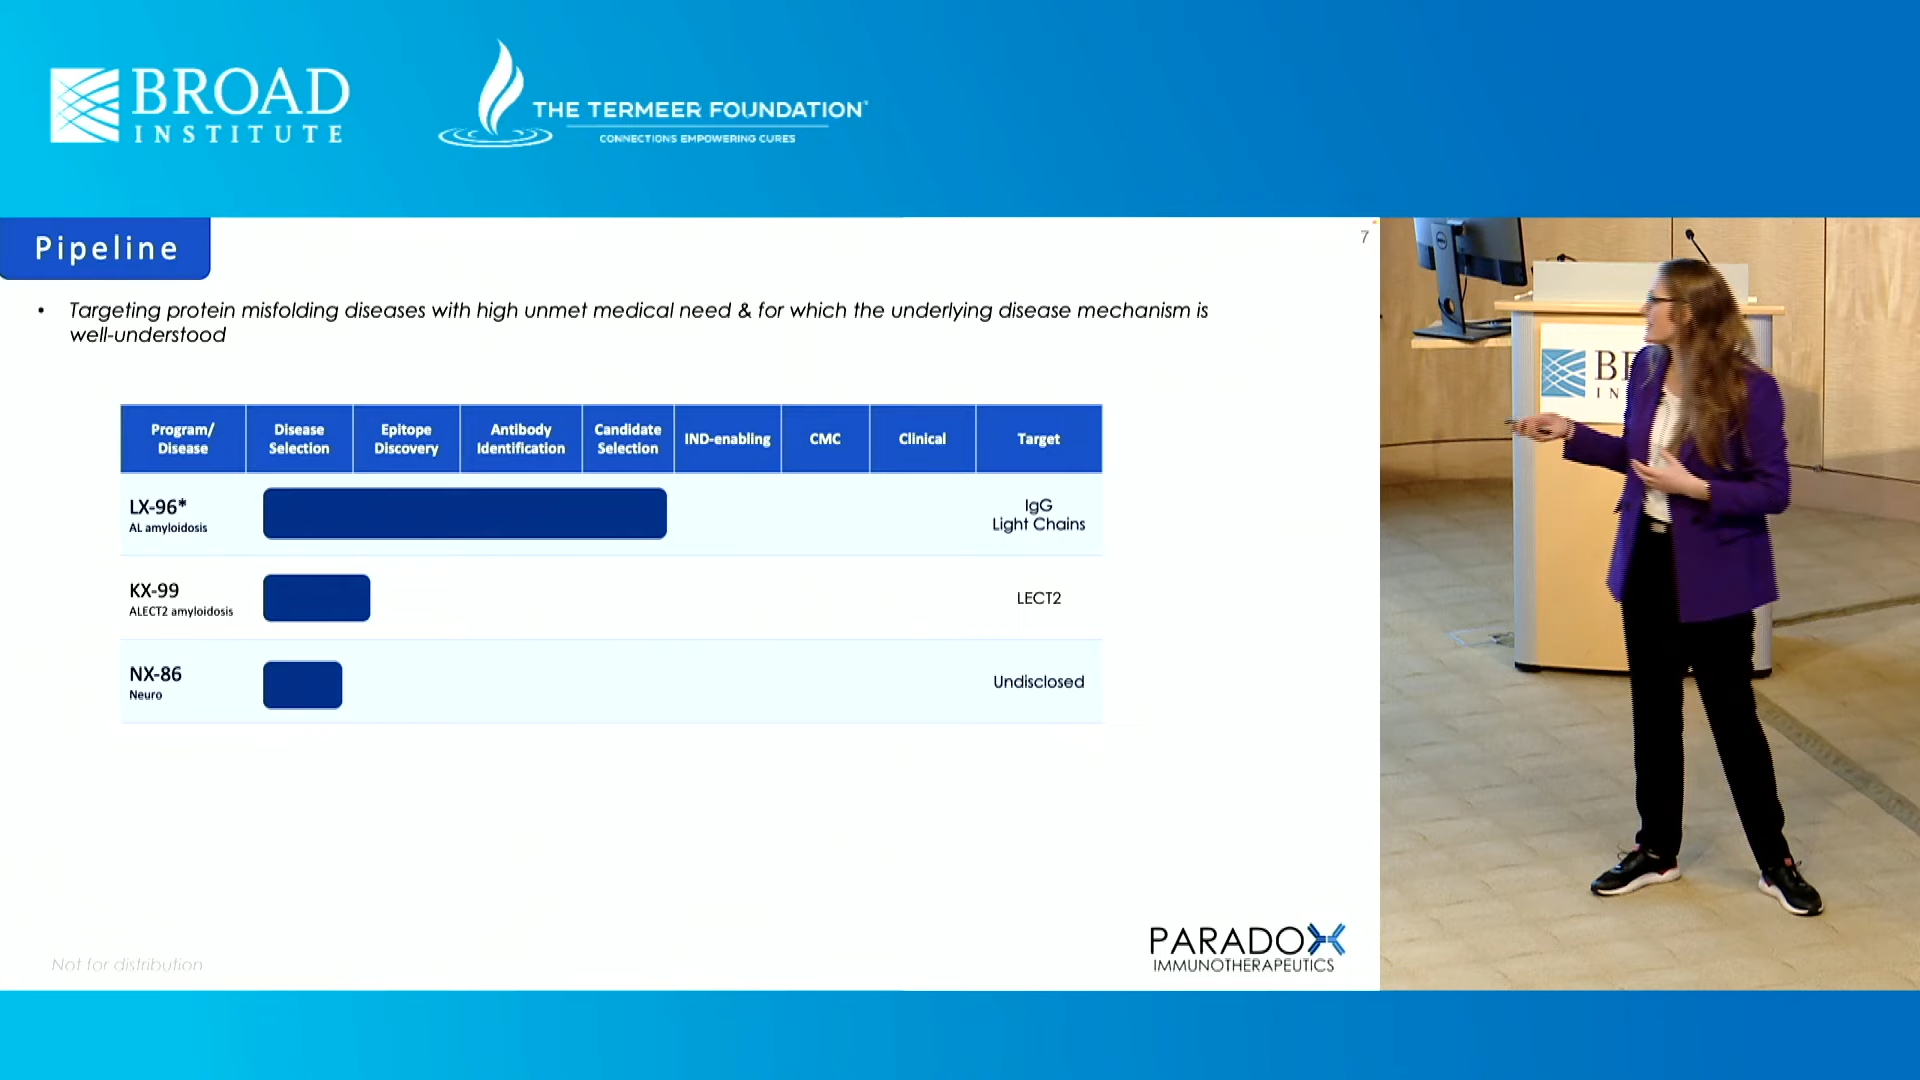 BROAD
INSTITUTE
THE TERMEER FOUNDATION
CONNECTIONS EMPOWERING CURES
Pipeline
7
• Targeting protein misfolding diseases with high unmet medical need & for which the underlying disease mechanism is
well-understood
Program/
Disease
Disease
Selection
Epitope
Discovery
Antibody
Identification
Candidate
Selection
IND-enabling
CMC
Clinical
Target
LX-96*
AL amyloidosis
IgG
Light Chains
KX-99
ALECT2 amyloidosis
LECT2
NX-86
Neuro
Undisclosed
Not for distribution
PARADOX
IMMUNOTHERAPEUTICS
DELL